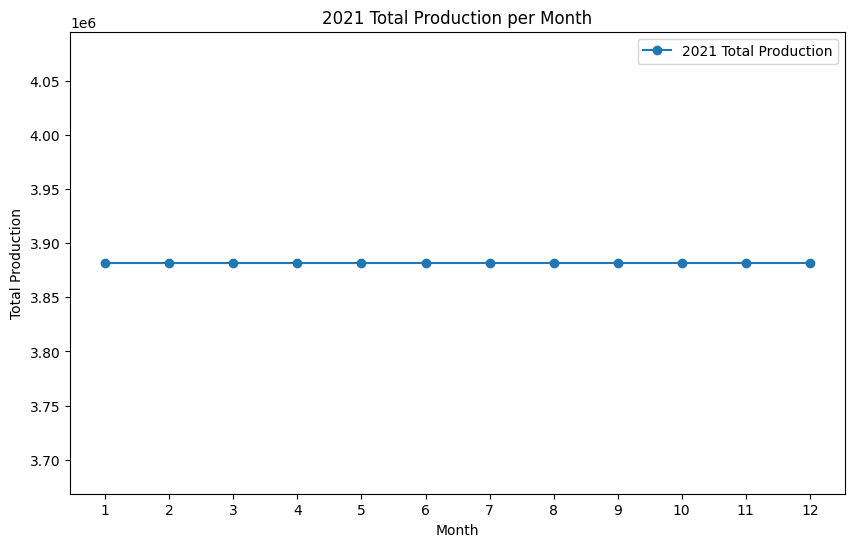 2021 Total Production per Month
1e6
2021 Total Production
4.05
4.00
3.95
3.90
3.85
3.80
3.75
3.70
Total Production
1 2 3 4 5 6 7 8 9 10 11 12
Month